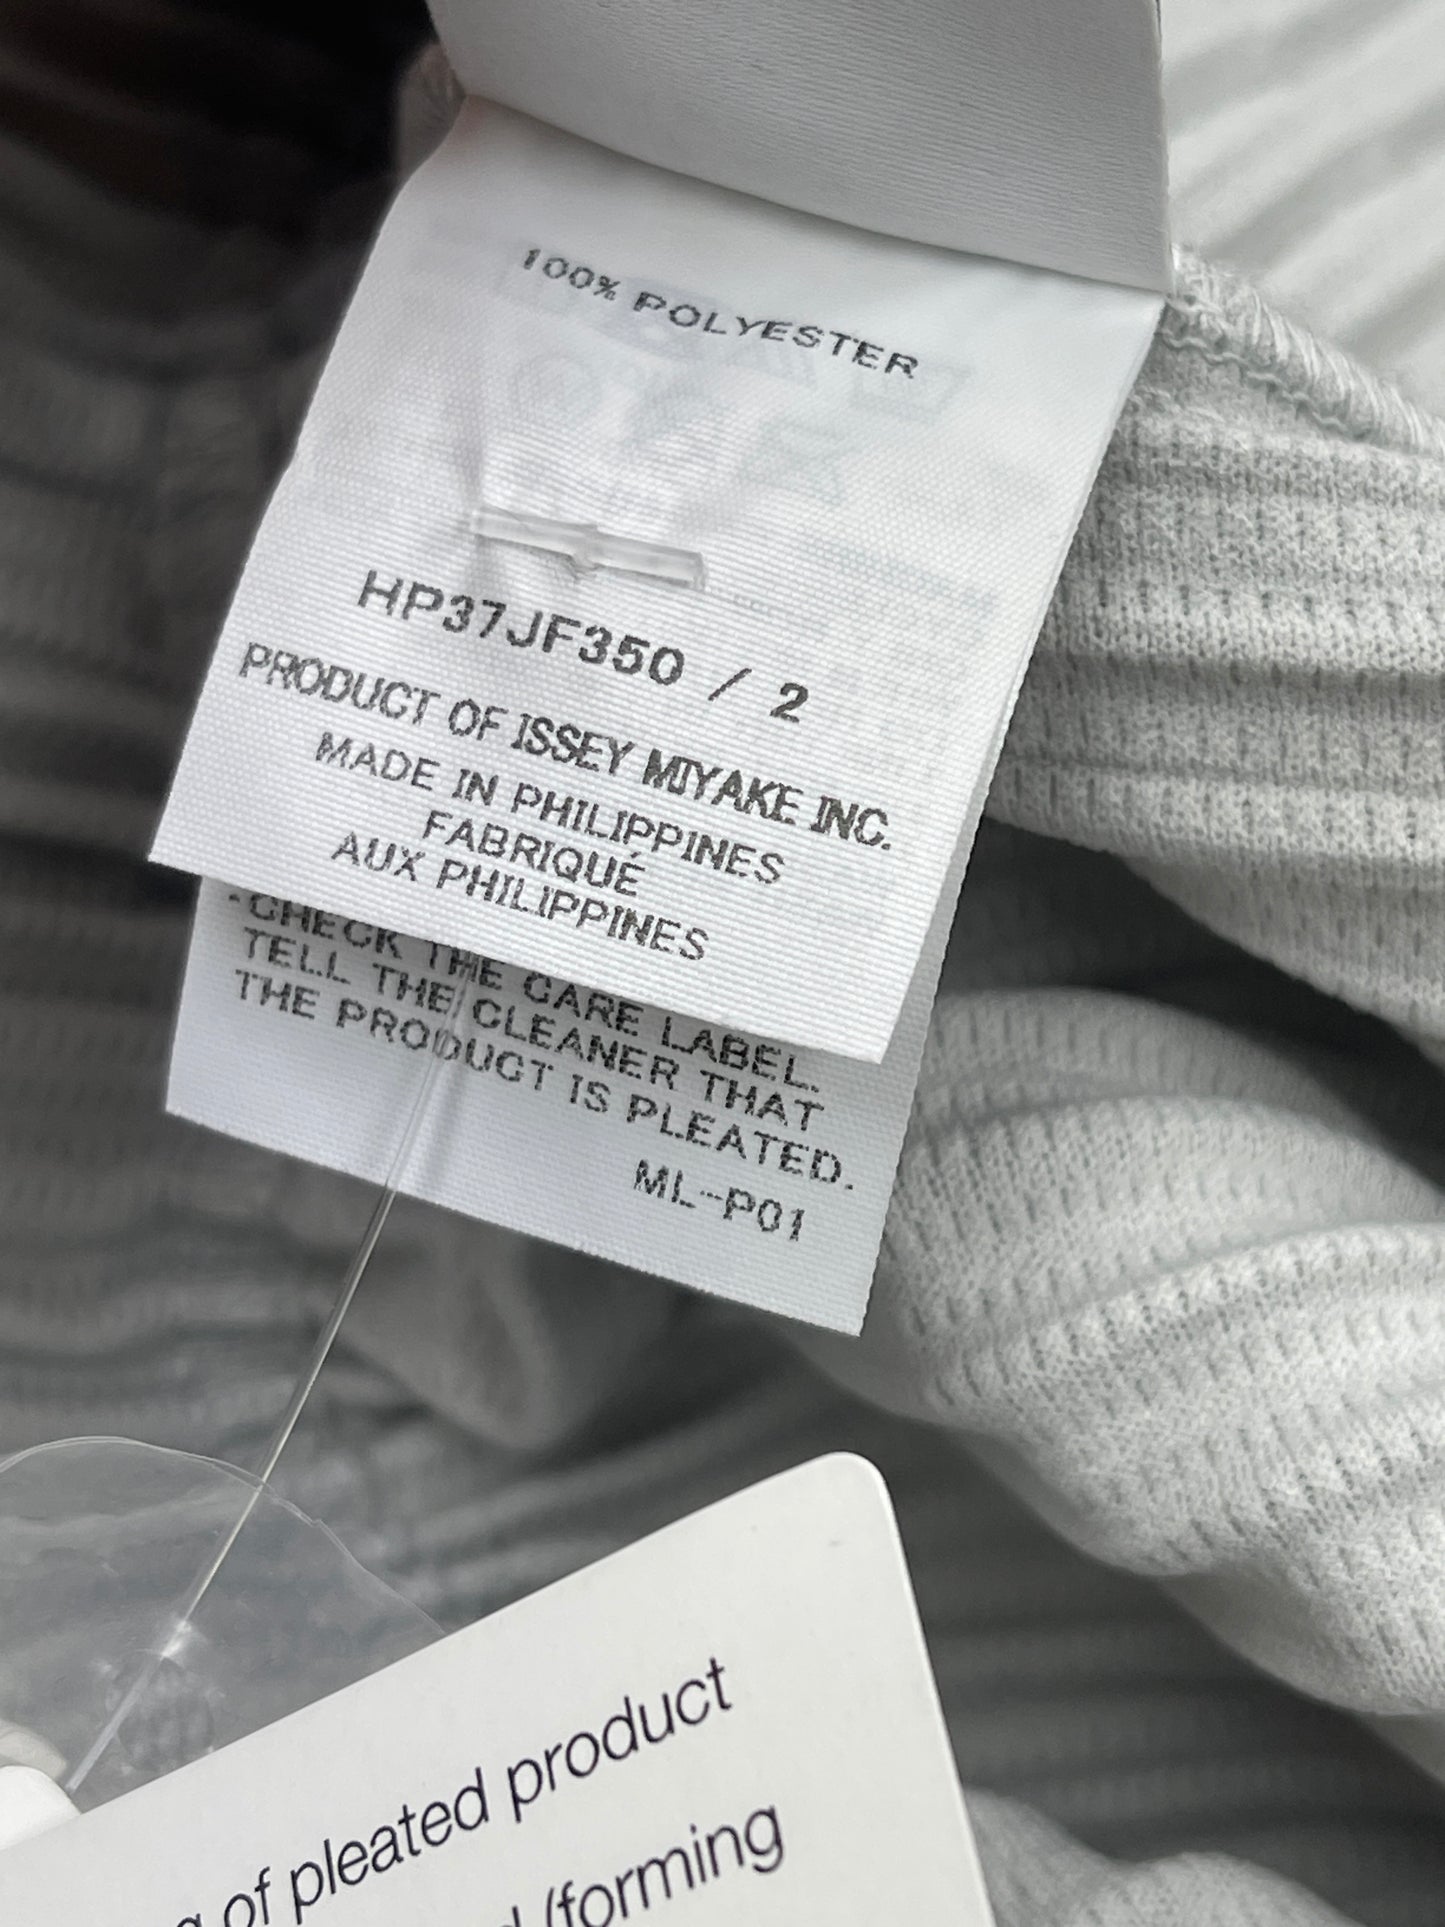 100% POLYESTER
HP37JF350 / 2
PRODUCT OF ISSEY MIYAKE INC.
MADE IN PHILIPPINES
FABRIQUÉ
AUX PHILIPPINES
-CHECK THE CARE LABEL.
TELL THE CLEANER THAT
THE PRODUCT IS PLEATED.
ML-P01
of pleated product
(forming